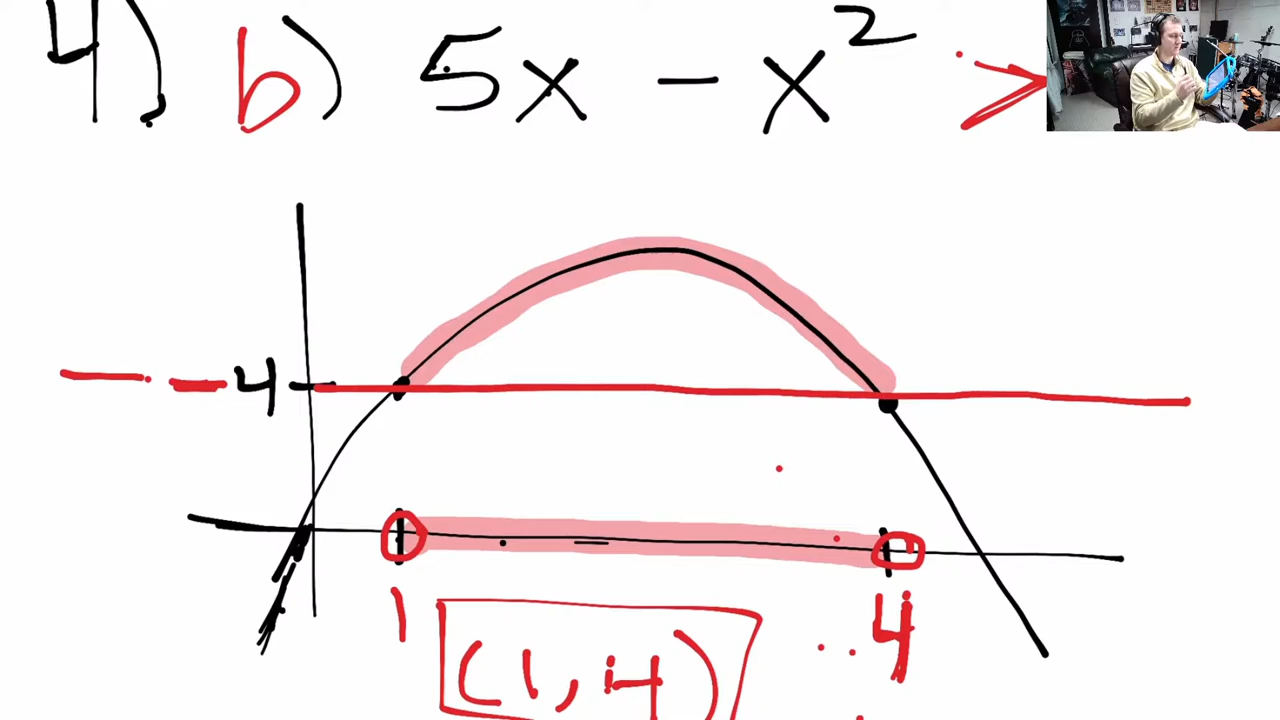 4) b) 5x - x² >
4
1 4
(1, 4)